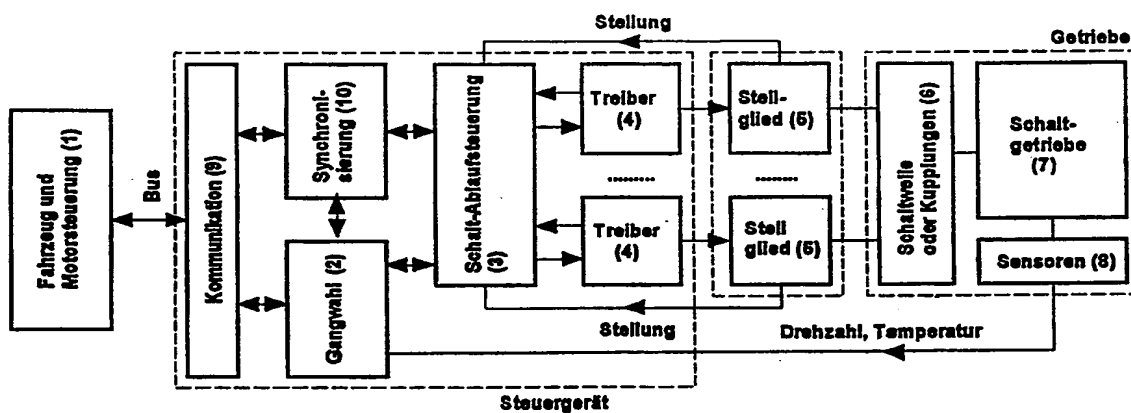 Stellung
Getriebe
Fahrzeug und
Motorsteuerung (1)
Bus
Kommunikation (9)
Synchroni-
sierung (10)
Gangwahl (2)
Schalt-Ablaufsteuerung
(3)
Treiber
(4)
.........
Treiber
(4)
Stell-
glied (5)
........
Stell
glied (5)
Schaltwelle
oder Kupplungen (6)
Schalt-
getriebe
(7)
Sensoren (8)
Stellung
Drehzahl, Temperatur
Steuergerät